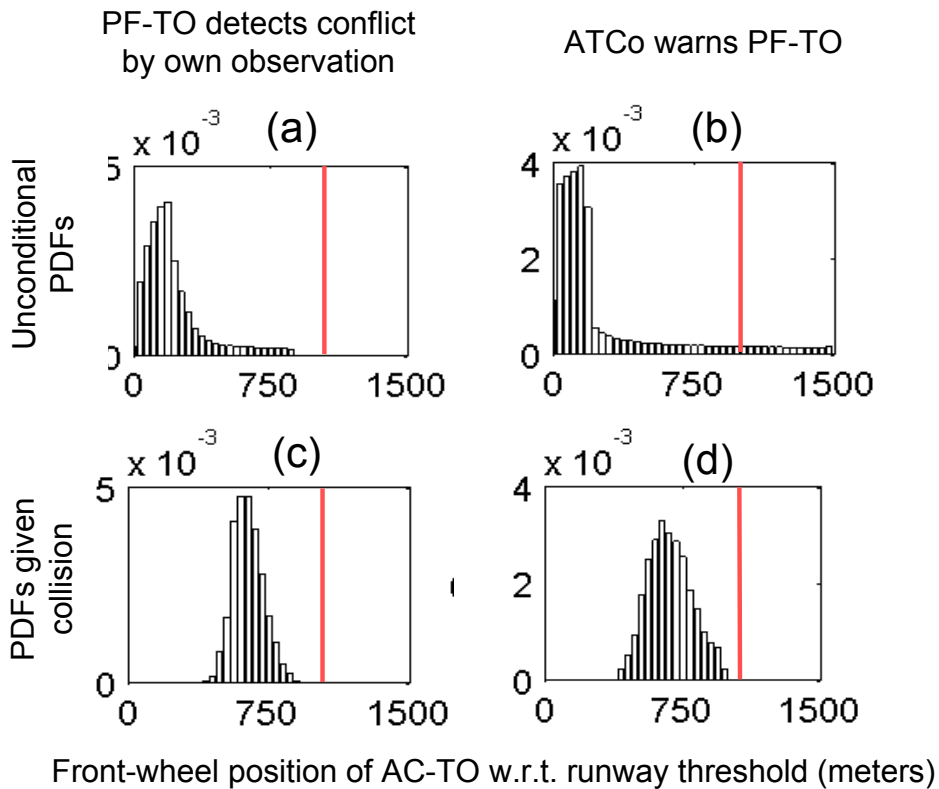 PF-TO detects conflict
by own observation
ATCo warns PF-TO
x 10 -3 (a)
x 10 -3 (b)
Unconditional
PDFs
5
0
0 750 1500
4
2
0
0 750 1500
x 10 -3 (c)
x 10 -3 (d)
PDFs given
collision
5
0
0 750 1500
4
2
0
0 750 1500
Front-wheel position of AC-TO w.r.t. runway threshold (meters)